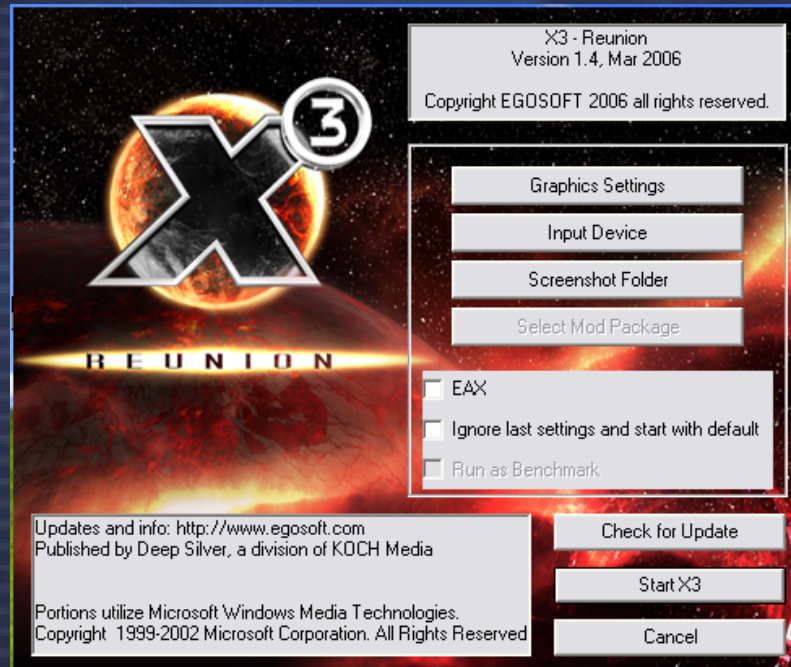 X3 - Reunion
Version 1.4, Mar 2006
Copyright EGOSOFT 2006 all rights reserved.
X 3
REUNION
Graphics Settings
Input Device
Screenshot Folder
Select Mod Package
EAX
Ignore last settings and start with default
Run as Benchmark
Updates and info: http://www.egosoft.com
Published by Deep Silver, a division of KOCH Media
Portions utilize Microsoft Windows Media Technologies.
Copyright 1999-2002 Microsoft Corporation. All Rights Reserved
Check for Update
Start X3
Cancel